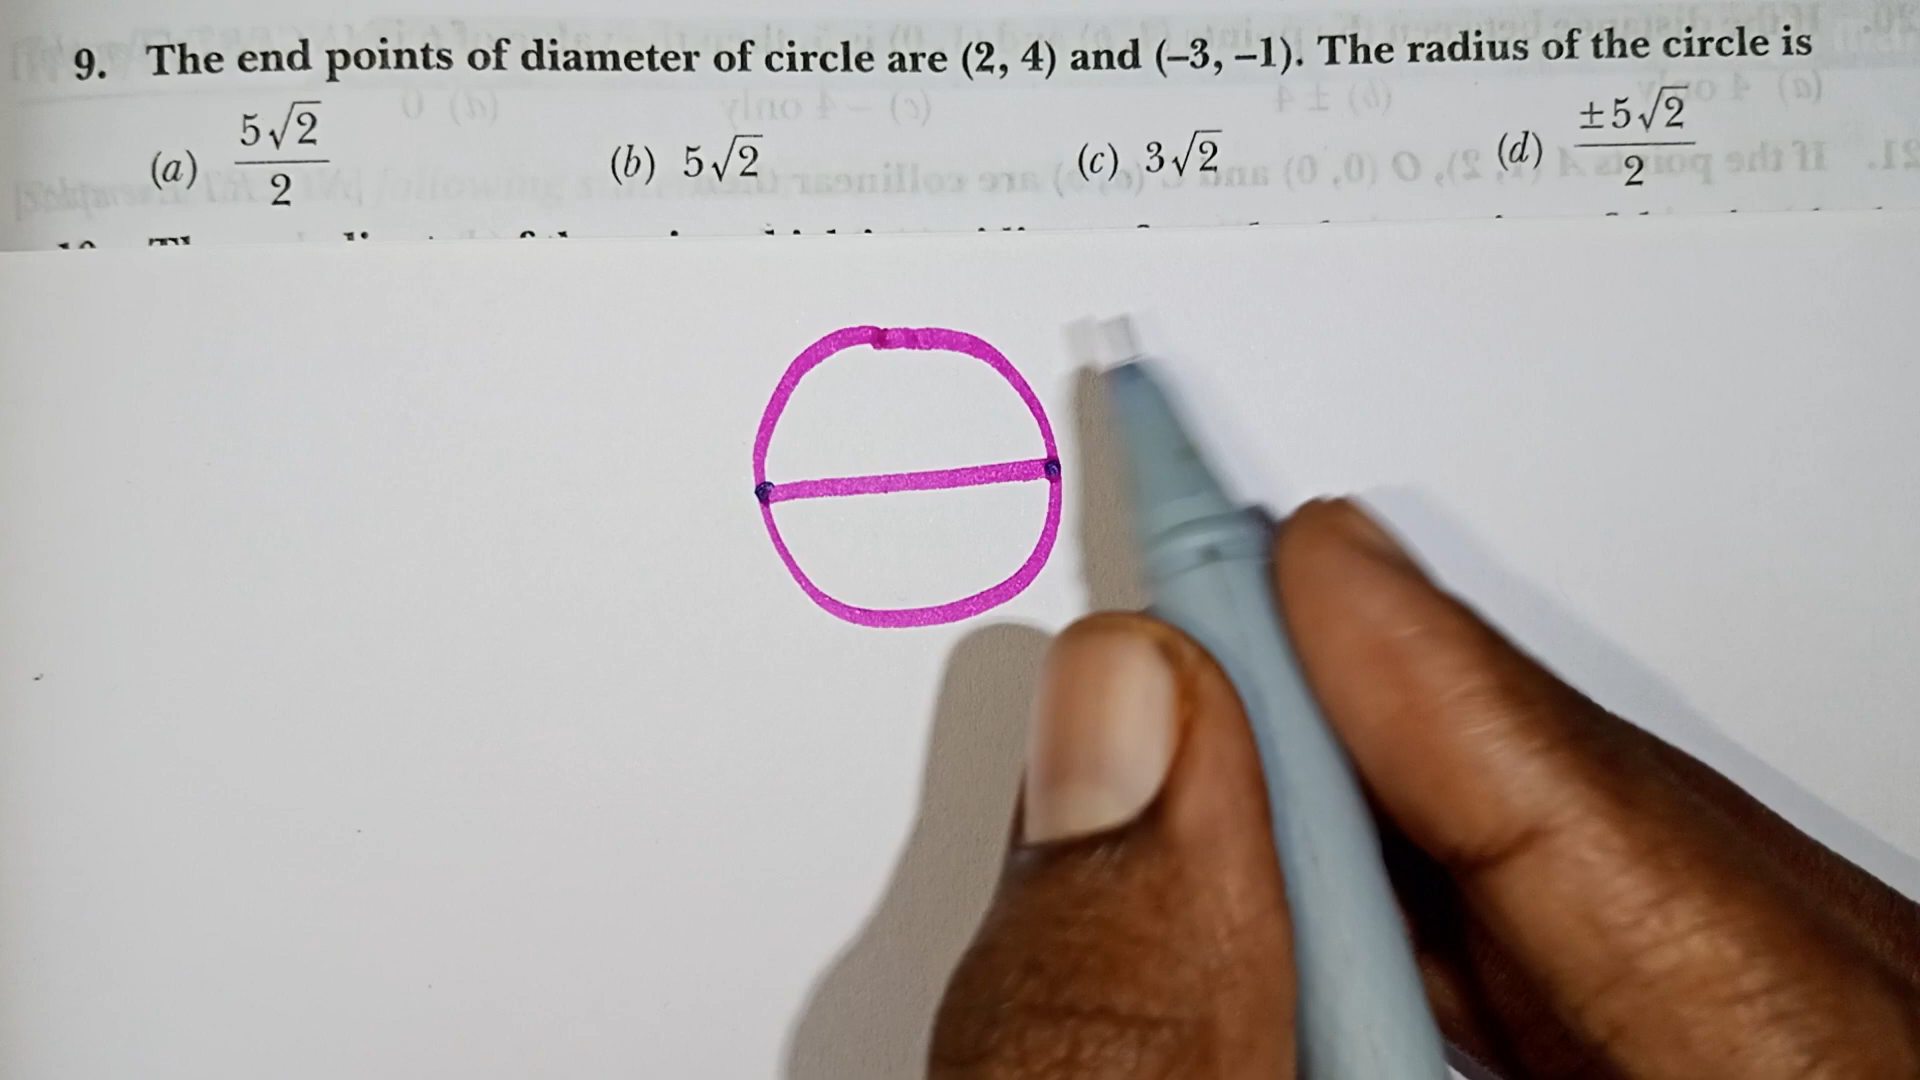 9. The end points of diameter of circle are (2, 4) and (–3, –1). The radius of the circle is
(a) 5√2/2 (b) 5√2 (c) 3√2 (d) ±5√2/2